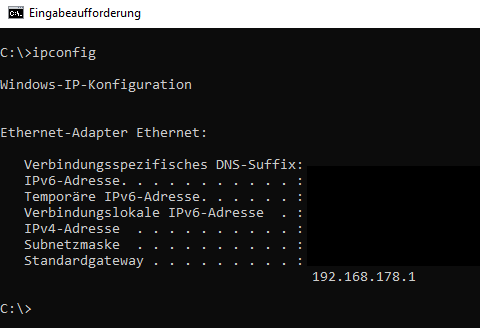 Eingabeaufforderung
C:\>ipconfig
Windows-IP-Konfiguration
Ethernet-Adapter Ethernet:
Verbindungsspezifisches DNS-Suffix:
IPv6-Adresse. . . . . . . . . . . :
Temporäre IPv6-Adresse. . . . . . :
Verbindungslokale IPv6-Adresse  . :
IPv4-Adresse  . . . . . . . . . . :
Subnetzmaske  . . . . . . . . . . :
Standardgateway . . . . . . . . . :
192.168.178.1
C:\>